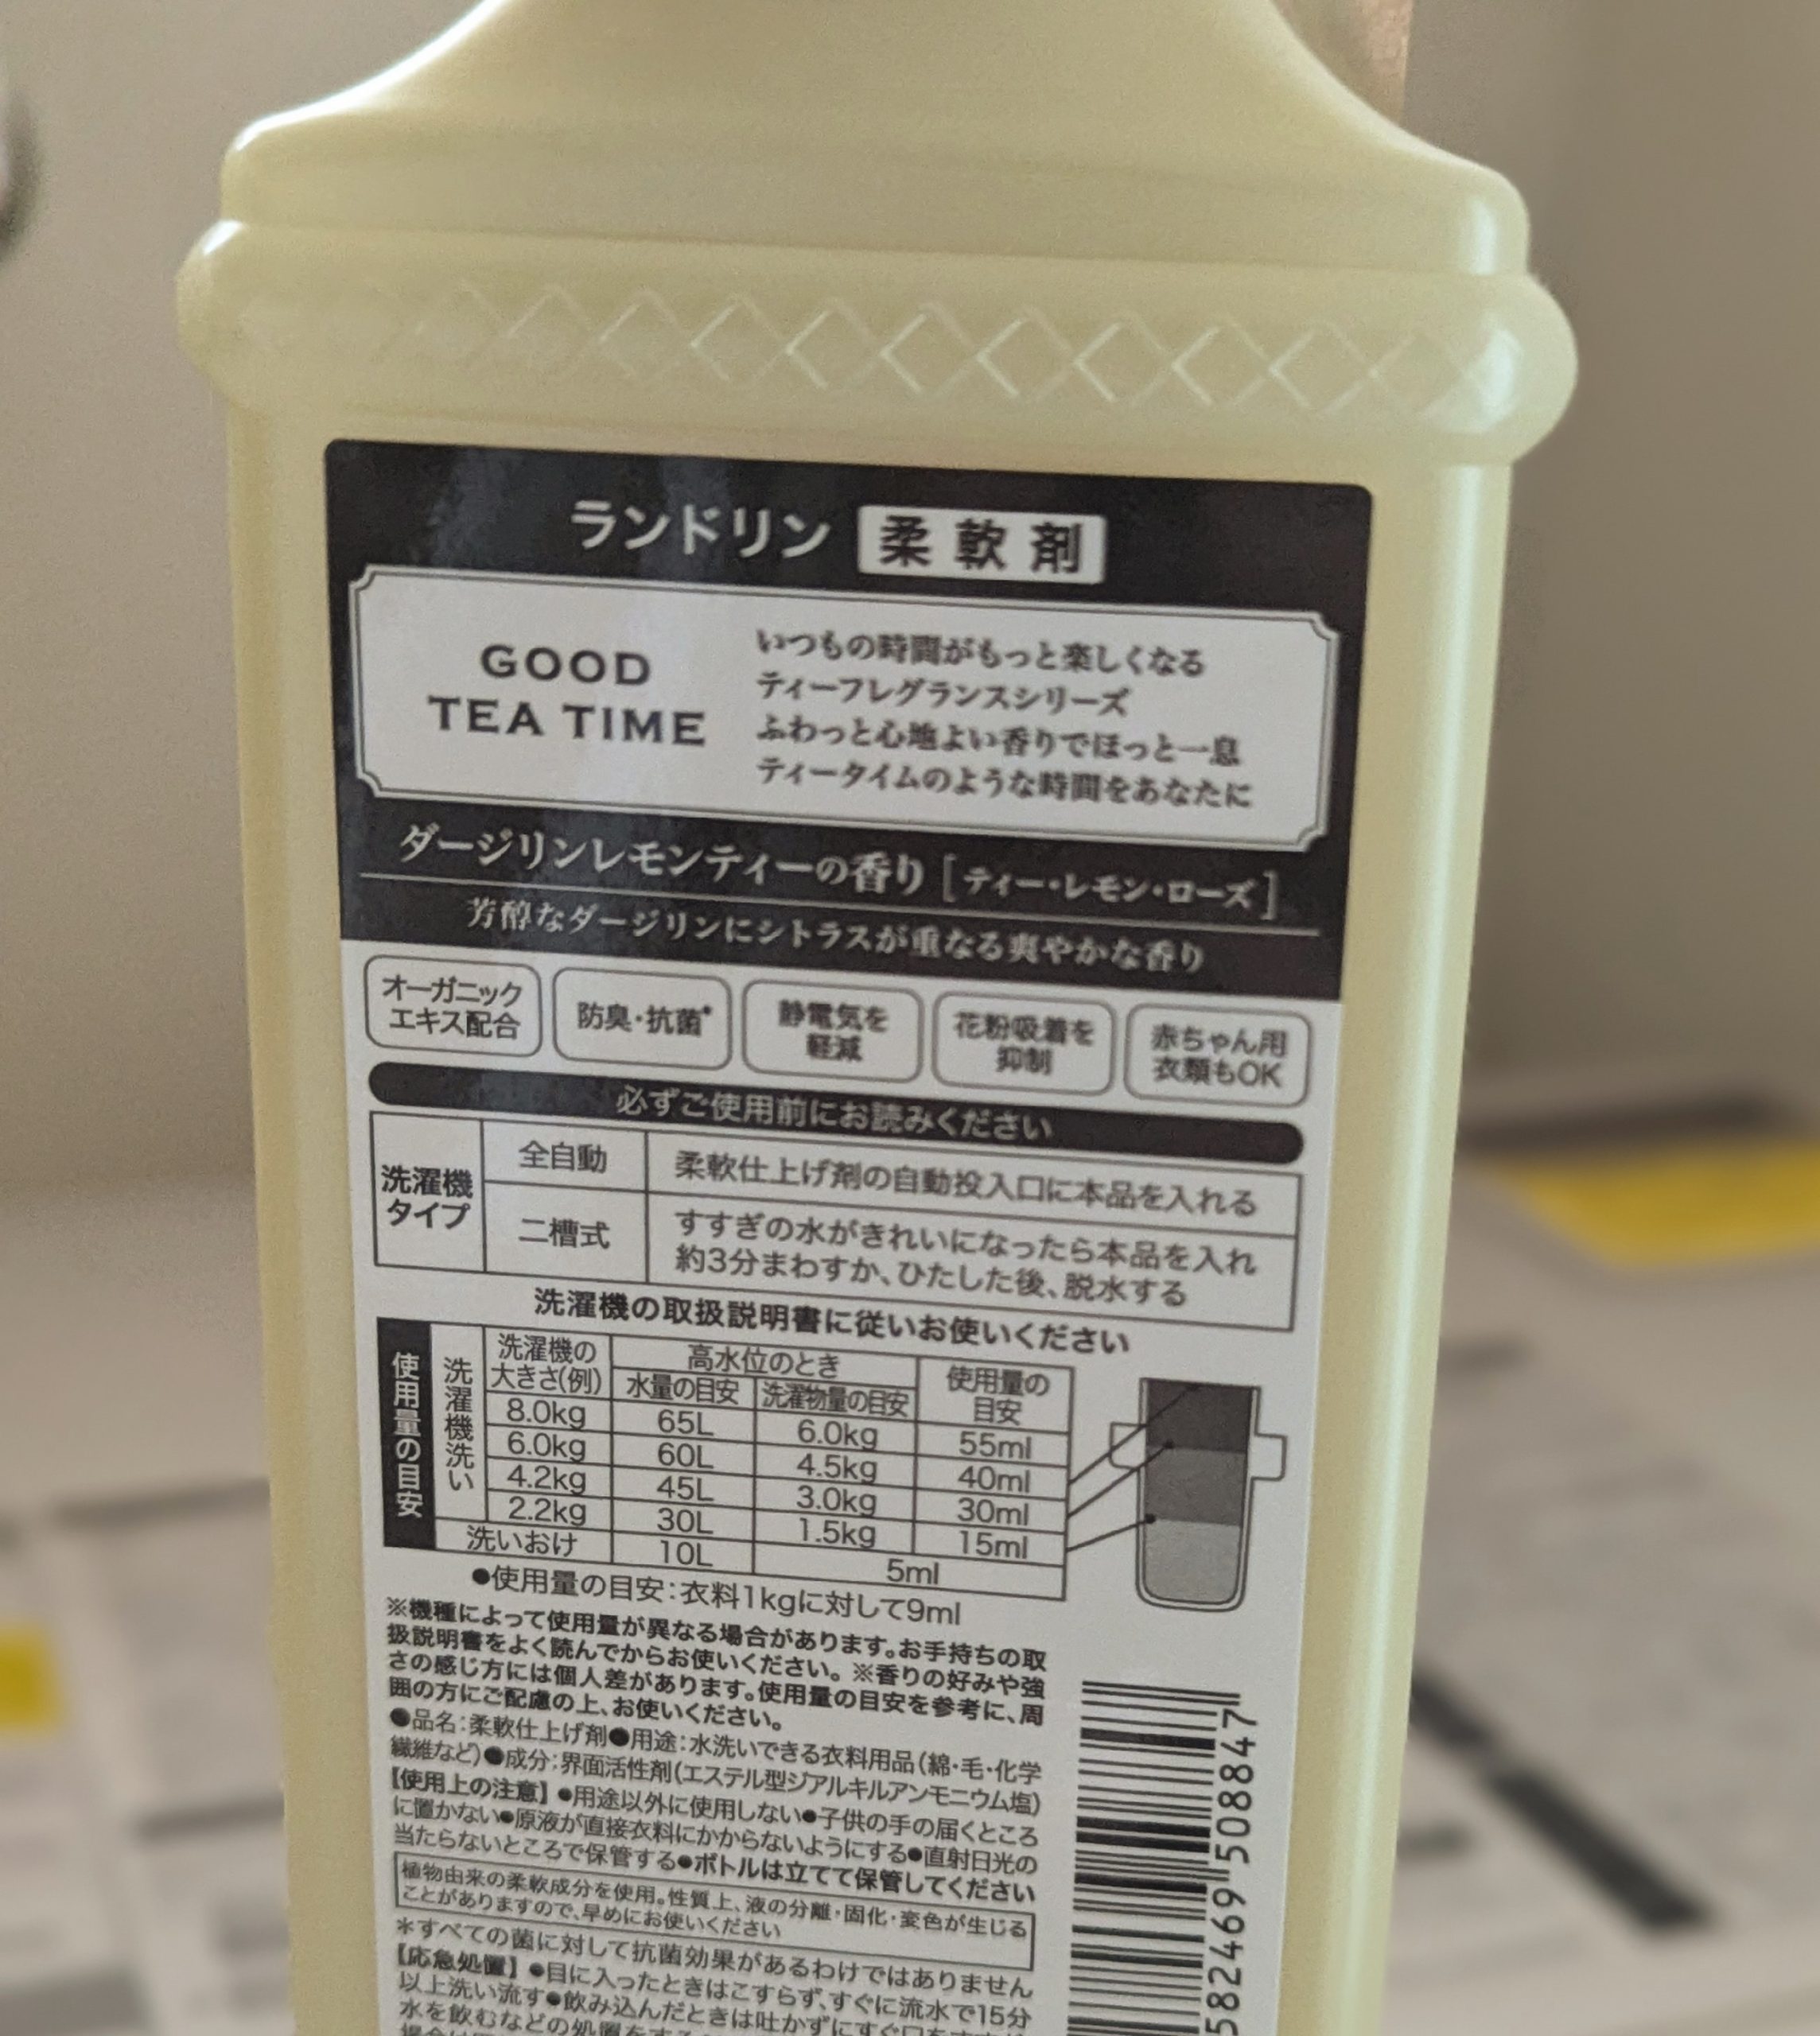 ランドリン 柔軟剤
GOOD
TEA TIME
いつもの時間がもっと楽しくなる
ティーフレグランスシリーズ
ふわっと心地よい香りでほっと一息
ティータイムのような時間をあなたに
ダージリンレモンティーの香り[ティー・レモン・ローズ]
芳醇なダージリンにシトラスが重なる爽やかな香り
オーガニック
エキス配合
防臭・抗菌*
静電気を
軽減
花粉吸着を
抑制
赤ちゃん用
衣類もOK
必ずご使用前にお読みください
洗濯機
タイプ
全自動 柔軟仕上げ剤の自動投入口に本品を入れる
二槽式 すすぎの水がきれいになったら本品を入れ
約3分まわすか、ひたした後、脱水する
洗濯機の取扱説明書に従いお使いください
使用量の目安
洗濯機洗い
洗濯機の
大きさ(例)
高水位のとき
水量の目安 洗濯物量の目安
使用量の
目安
8.0kg 65L 6.0kg 55ml
6.0kg 60L 4.5kg 40ml
4.2kg 45L 3.0kg 30ml
2.2kg 30L 1.5kg 15ml
洗いおけ 10L 5ml
●使用量の目安:衣料1kgに対して9ml
※機種によって使用量が異なる場合があります。お手持ちの取
扱説明書をよく読んでからお使いください。※香りの好みや強
さの感じ方には個人差があります。使用量の目安を参考に、周
囲の方にご配慮の上、お使いください。
●品名:柔軟仕上げ剤●用途:水洗いできる衣料用品(綿・毛・化学
繊維など)●成分:界面活性剤(エステル型ジアルキルアンモニウム塩)
【使用上の注意】●用途以外に使用しない●子供の手の届くところ
に置かない●原液が直接衣料にかからないようにする●直射日光の
当たらないところで保管する●ボトルは立てて保管してください
植物由来の柔軟成分を使用。性質上、液の分離・固化・変色が生じる
ことがありますので、早めにお使いください
*すべての菌に対して抗菌効果があるわけではありません
【応急処置】●目に入ったときはこすらず、すぐに流水で15分
以上洗い流す●飲み込んだときは吐かずにすぐ口を
水を飲むなどの処置を
582469 508847